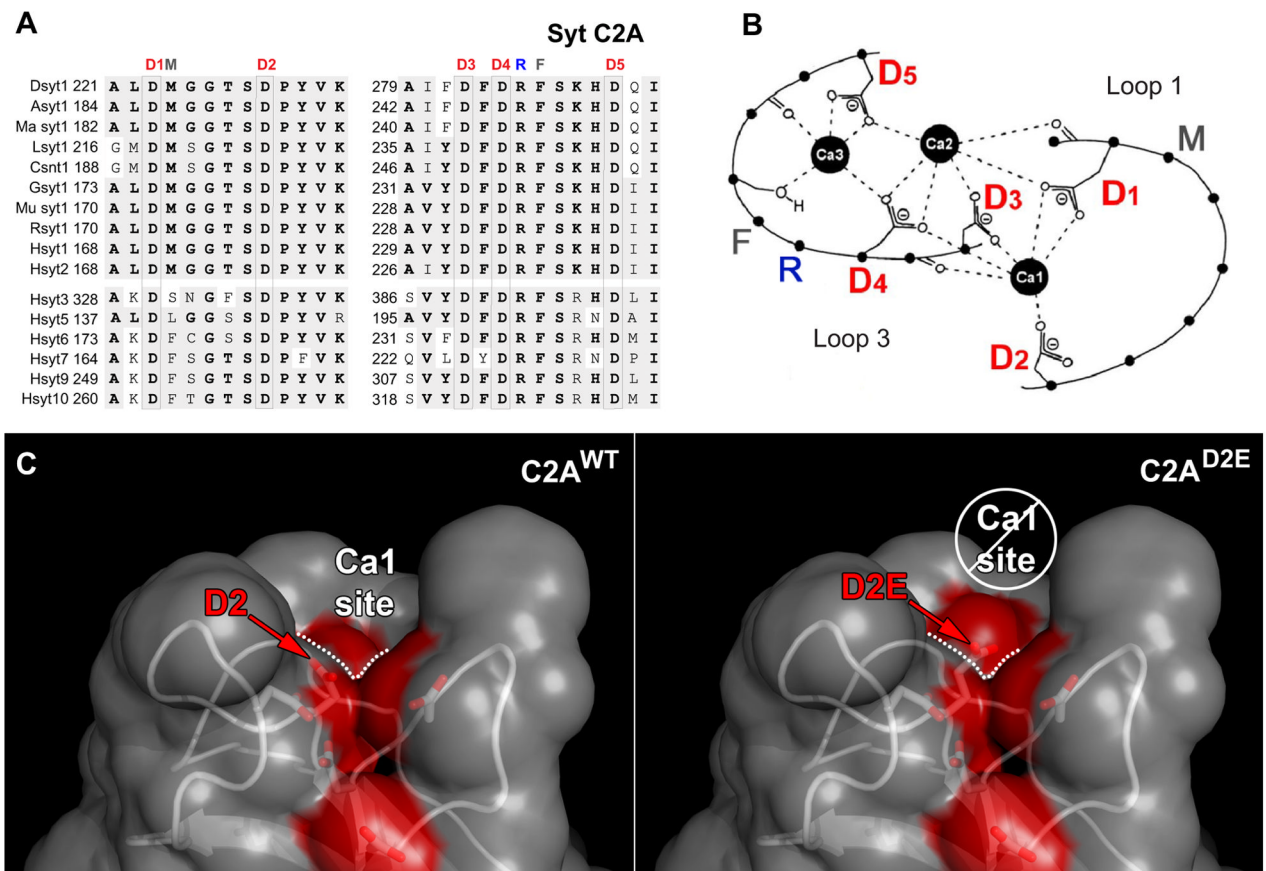 A
Syt C2A
D1 M D2 D3 D4 R F D5
Dsyt1 221 A L D M G G T S D P Y V K 279 A I F D F D R F S K H D Q I
Asyt1 184 A L D M G G T S D P Y V K 242 A I F D F D R F S K H D Q I
Ma syt1 182 A L D M G G T S D P Y V K 240 A I F D F D R F S K H D Q I
Lsyt1 216 G M D M S G T S D P Y V K 235 A I Y D F D R F S K H D Q I
Csnt1 188 G M D M S G T S D P Y V K 246 A I Y D F D R F S K H D Q I
Gsyt1 173 A L D M G G T S D P Y V K 231 A V Y D F D R F S K H D I I
Mu syt1 170 A L D M G G T S D P Y V K 228 A V Y D F D R F S K H D I I
Rsyt1 170 A L D M G G T S D P Y V K 228 A V Y D F D R F S K H D I I
Hsyt1 168 A L D M G G T S D P Y V K 229 A V Y D F D R F S K H D I I
Hsyt2 168 A L D M G G T S D P Y V K 226 A I Y D F D R F S K H D I I
Hsyt3 328 A K D S N G F S D P Y V K 386 S V Y D F D R F S R H D L I
Hsyt5 137 A L D L G G S S D P Y V R 195 A V Y D F D R F S R N D A I
Hsyt6 173 A K D F C G S S D P Y V K 231 S V F D F D R F S R H D M I
Hsyt7 164 A K D F S G T S D P F V K 222 Q V L D Y D R F S R N D P I
Hsyt9 249 A K D F S G T S D P Y V K 307 S V Y D F D R F S R H D L I
Hsyt10 260 A K D F T G T S D P Y V K 318 S V Y D F D R F S R H D M I
B
D5
Loop 1
Ca3
Ca2
M
D3
D1
H
F
R
D4
Ca1
Loop 3
D2
C
C2A WT
Ca1
site
D2
C2A D2E
Ca1
site
D2E